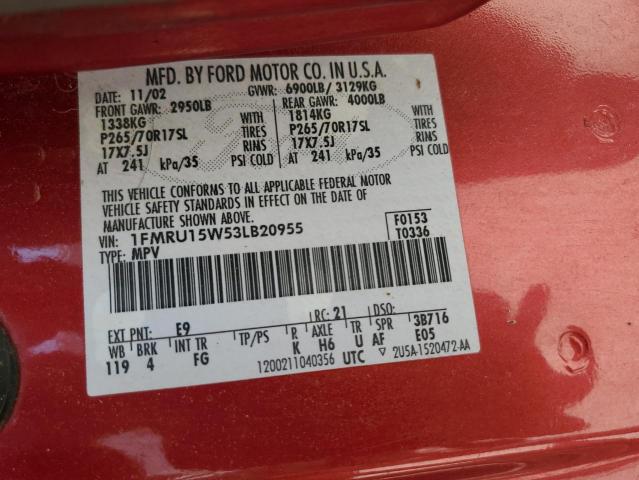 MFD. BY FORD MOTOR CO. IN U.S.A.
DATE: 11/02 GVWR: 6900LB/ 3129KG
FRONT GAWR: 2950LB REAR GAWR: 4000LB
1338KG WITH 1814KG WITH
P265/70R17SL TIRES P265/70R17SL TIRES
17X7.5J RINS 17X7.5J RINS
AT 241 kPa/35 PSI COLD AT 241 kPa/35 PSI COLD
THIS VEHICLE CONFORMS TO ALL APPLICABLE FEDERAL MOTOR
VEHICLE SAFETY STANDARDS IN EFFECT ON THE DATE OF
MANUFACTURE SHOWN ABOVE.
VIN: 1FMRU15W53LB20955 F0153
TYPE: MPV T0336
EXT PNT: E9 RC: 21 DSO:
WB BRK INT TR TP/PS R AXLE TR SPR 3B716
119 4 FG K H6 U AF E05
1200211040356 UTC ▽ 2U5A-1520472-AA